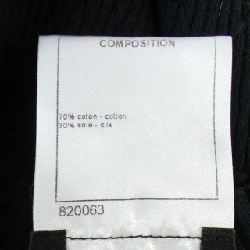 COMPOSITION
70% coton - cotton
30% soie - silk
820063